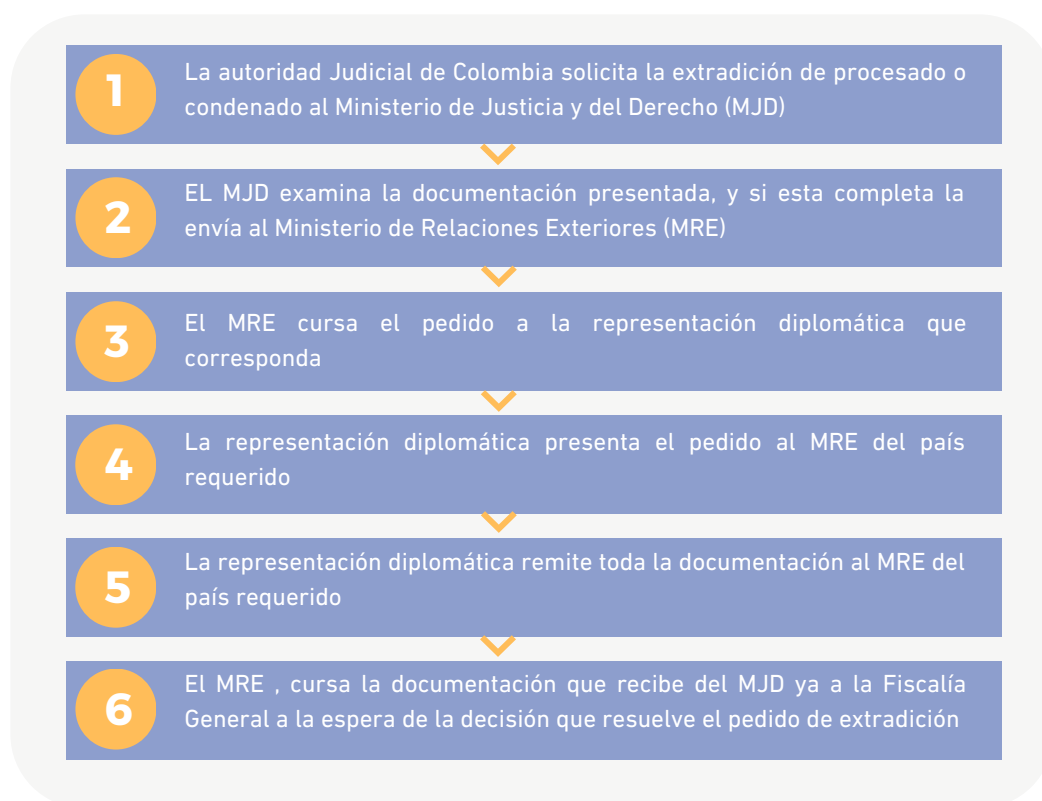 1
La autoridad Judicial de Colombia solicita la extradición de procesado o
condenado al Ministerio de Justicia y del Derecho (MJD)
2
EL MJD examina la documentación presentada, y si esta completa la
envía al Ministerio de Relaciones Exteriores (MRE)
3
El MRE cursa el pedido a la representación diplomática que
corresponda
4
La representación diplomática presenta el pedido al MRE del país
requerido
5
La representación diplomática remite toda la documentación al MRE del
país requerido
6
El MRE , cursa la documentación que recibe del MJD ya a la Fiscalía
General a la espera de la decisión que resuelve el pedido de extradición